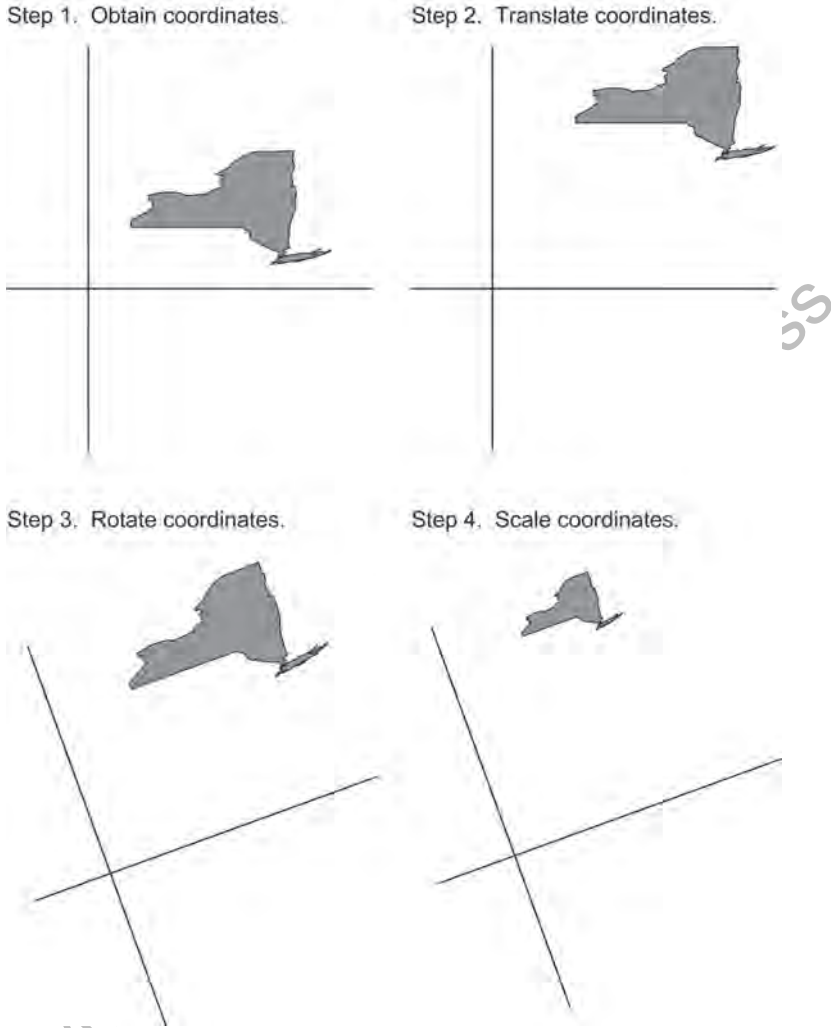 Step 1. Obtain coordinates.
Step 2. Translate coordinates.
Step 3. Rotate coordinates.
Step 4. Scale coordinates.